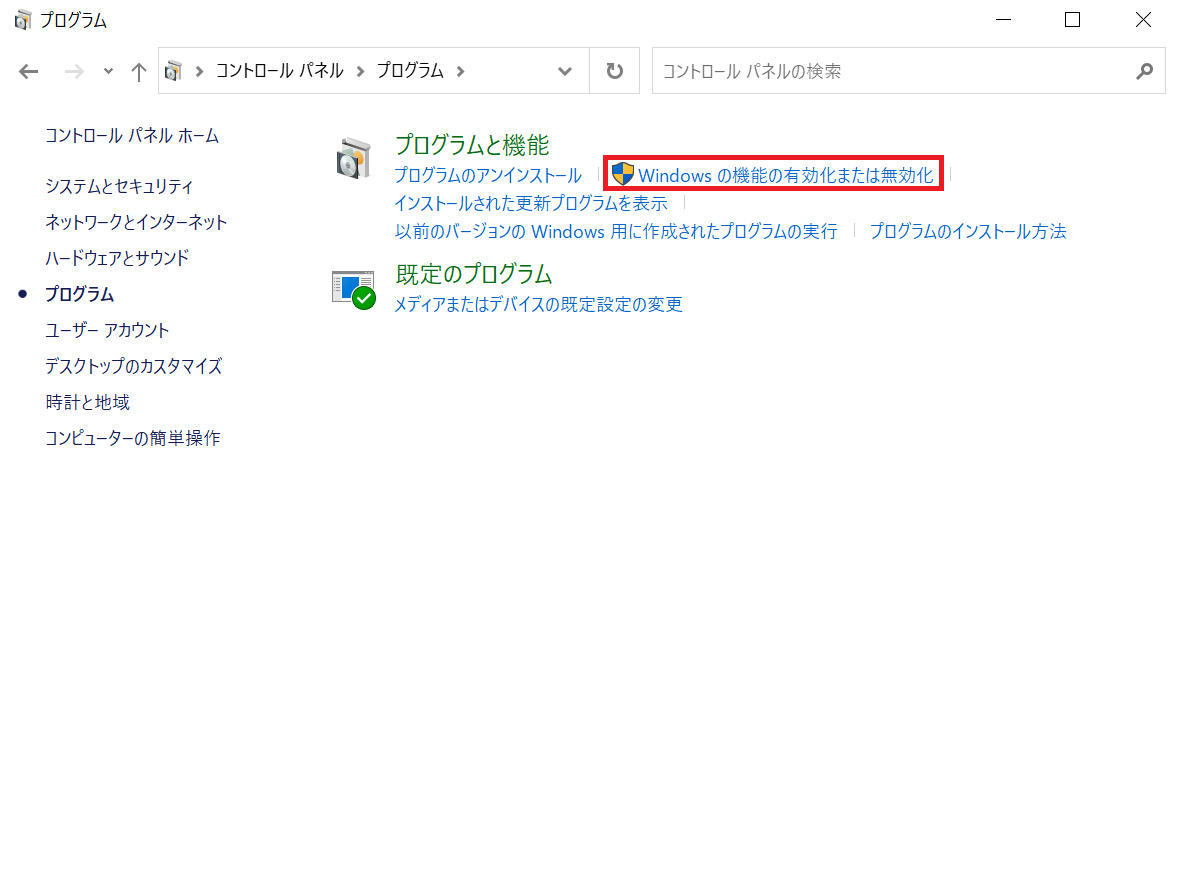 プログラム
コントロール パネル プログラム
コントロール パネルの検索
コントロール パネル ホーム
システムとセキュリティ
ネットワークとインターネット
ハードウェアとサウンド
プログラム
ユーザー アカウント
デスクトップのカスタマイズ
時計と地域
コンピューターの簡単操作
プログラムと機能
プログラムのアンインストール Windows の機能の有効化または無効化
インストールされた更新プログラムを表示
以前のバージョンの Windows 用に作成されたプログラムの実行 プログラムのインストール方法
既定のプログラム
メディアまたはデバイスの既定設定の変更